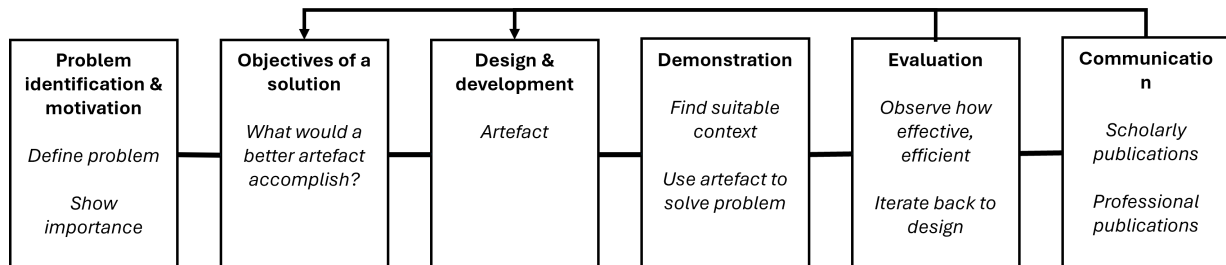 Problem
identification &
motivation
Define problem
Show
importance
Objectives of a
solution
What would a
better artefact
accomplish?
Design &
development
Artefact
Demonstration
Find suitable
context
Use artefact to
solve problem
Evaluation
Observe how
effective,
efficient
Iterate back to
design
Communicatio
n
Scholarly
publications
Professional
publications